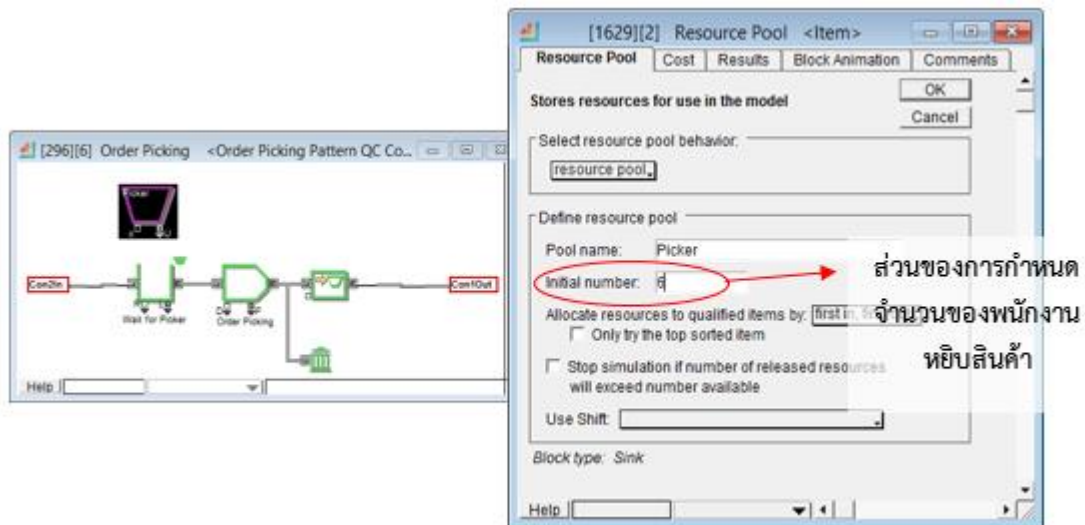 [296][6] Order Picking <Order Picking Pattern QC Co...
Picker
Con2In
Wait for Picker
Order Picking
Con1Out
Help
[1629][2] Resource Pool <Item>
Resource Pool Cost Results Block Animation Comments
Stores resources for use in the model
OK
Cancel
Select resource pool behavior:
resource pool
Define resource pool
Pool name: Picker
Initial number: 6
Allocate resources to qualified items by: first in,
Only try the top sorted item
Stop simulation if number of released resources
will exceed number available
Use Shift:
Block type: Sink
Help
ส่วนของการกำหนด
จำนวนของพนักงาน
หยิบสินค้า